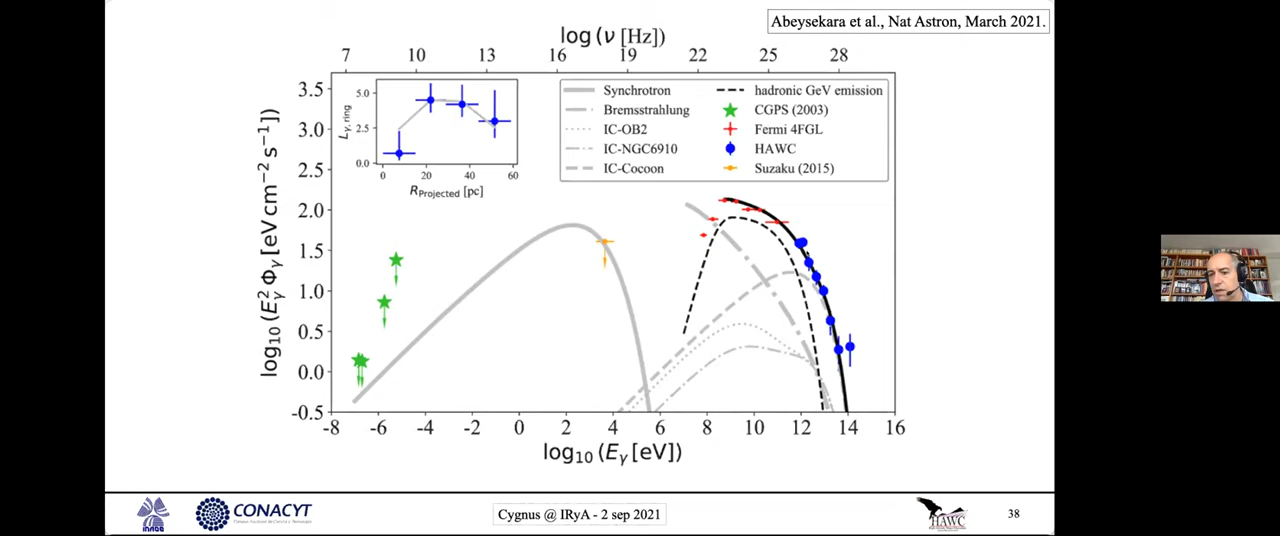 Abeysekara et al., Nat Astron, March 2021.
log (ν [Hz])
7 10 13 16 19 22 25 28
log₁₀ (E²ᵧ Φᵧ [eV cm⁻² s⁻¹])
3.5
3.0
2.5
2.0
1.5
1.0
0.5
0.0
-0.5
Lᵧ, ring
5.0
2.5
0.0
0 20 40 60
R_Projected [pc]
Synchrotron
Bremsstrahlung
IC-OB2
IC-NGC6910
IC-Cocoon
hadronic GeV emission
CGPS (2003)
Fermi 4FGL
HAWC
Suzaku (2015)
-8 -6 -4 -2 0 2 4 6 8 10 12 14 16
log₁₀ (Eᵧ [eV])
CONACYT
Cygnus @ IRyA - 2 sep 2021
HAWC
38